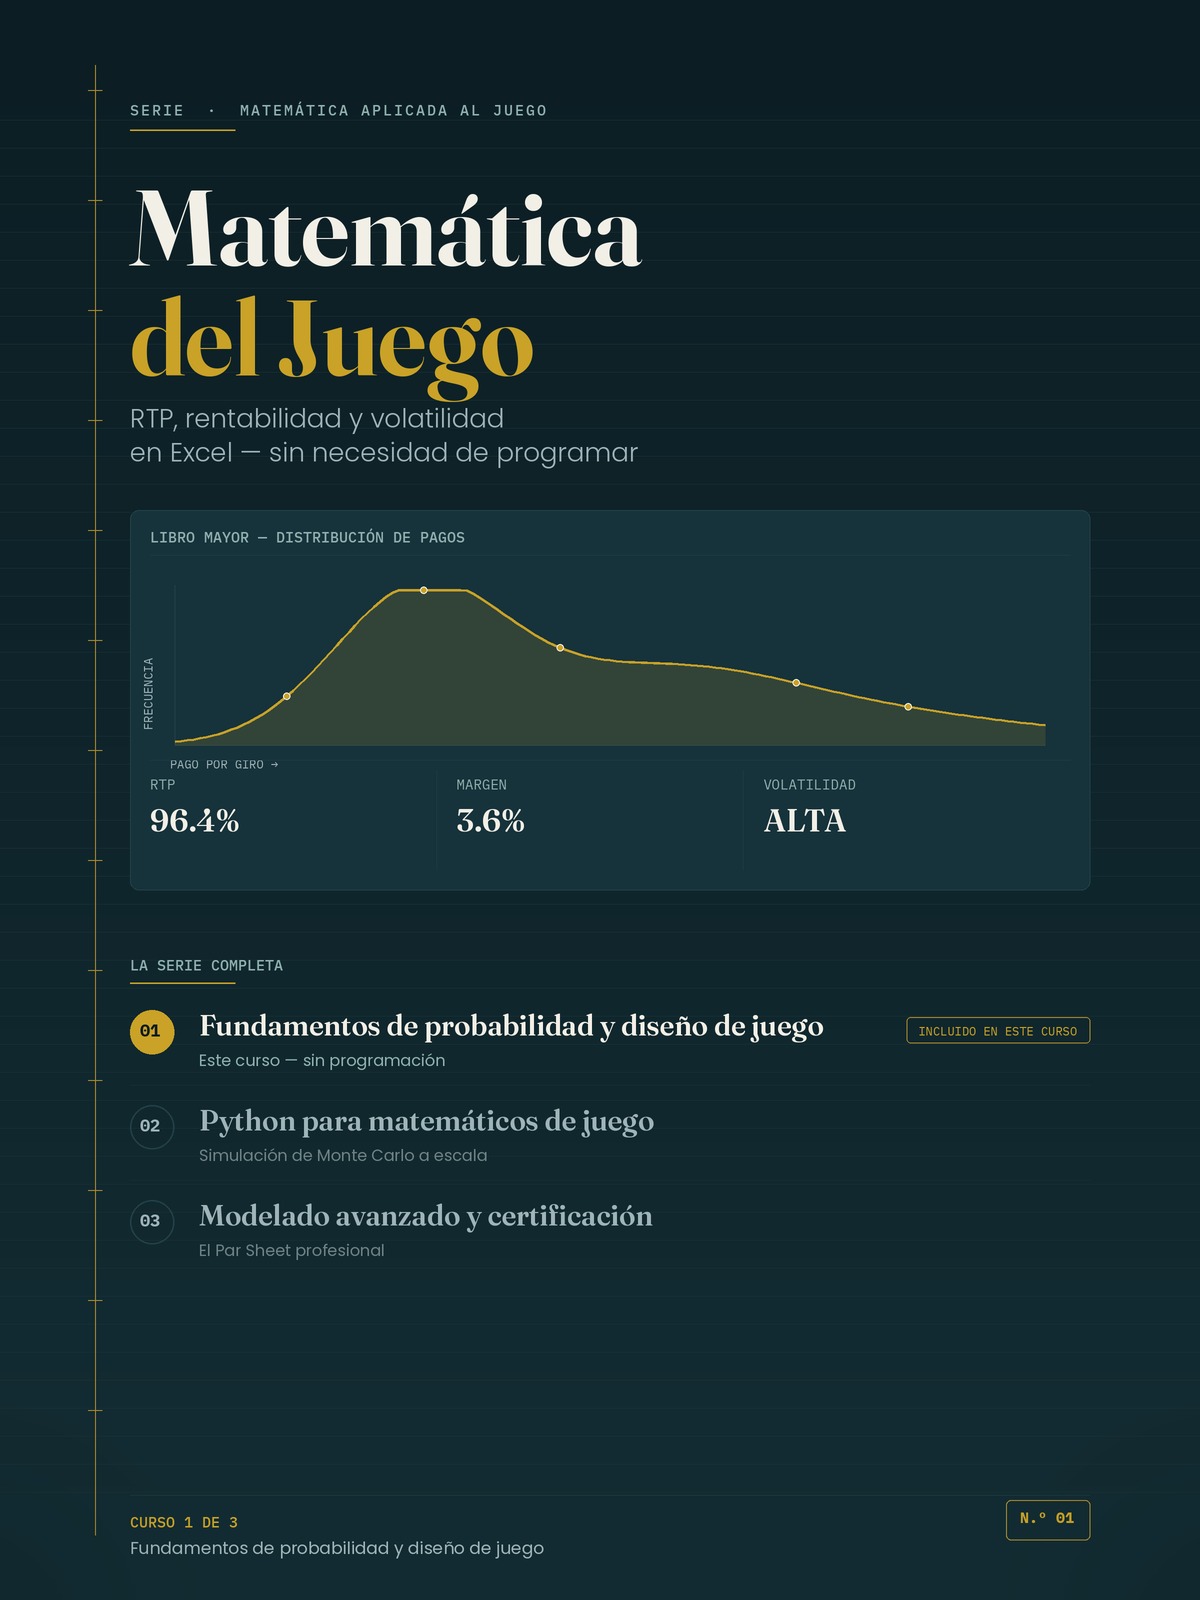 SERIE · MATEMÁTICA APLICADA AL JUEGO
Matemática
del Juego
RTP, rentabilidad y volatilidad
en Excel — sin necesidad de programar
LIBRO MAYOR — DISTRIBUCIÓN DE PAGOS
FRECUENCIA
PAGO POR GIRO →
RTP
96.4%
MARGEN
3.6%
VOLATILIDAD
ALTA
LA SERIE COMPLETA
01
Fundamentos de probabilidad y diseño de juego
INCLUIDO EN ESTE CURSO
Este curso — sin programación
02
Python para matemáticos de juego
Simulación de Monte Carlo a escala
03
Modelado avanzado y certificación
El Par Sheet profesional
CURSO 1 DE 3
Fundamentos de probabilidad y diseño de juego
N.º 01